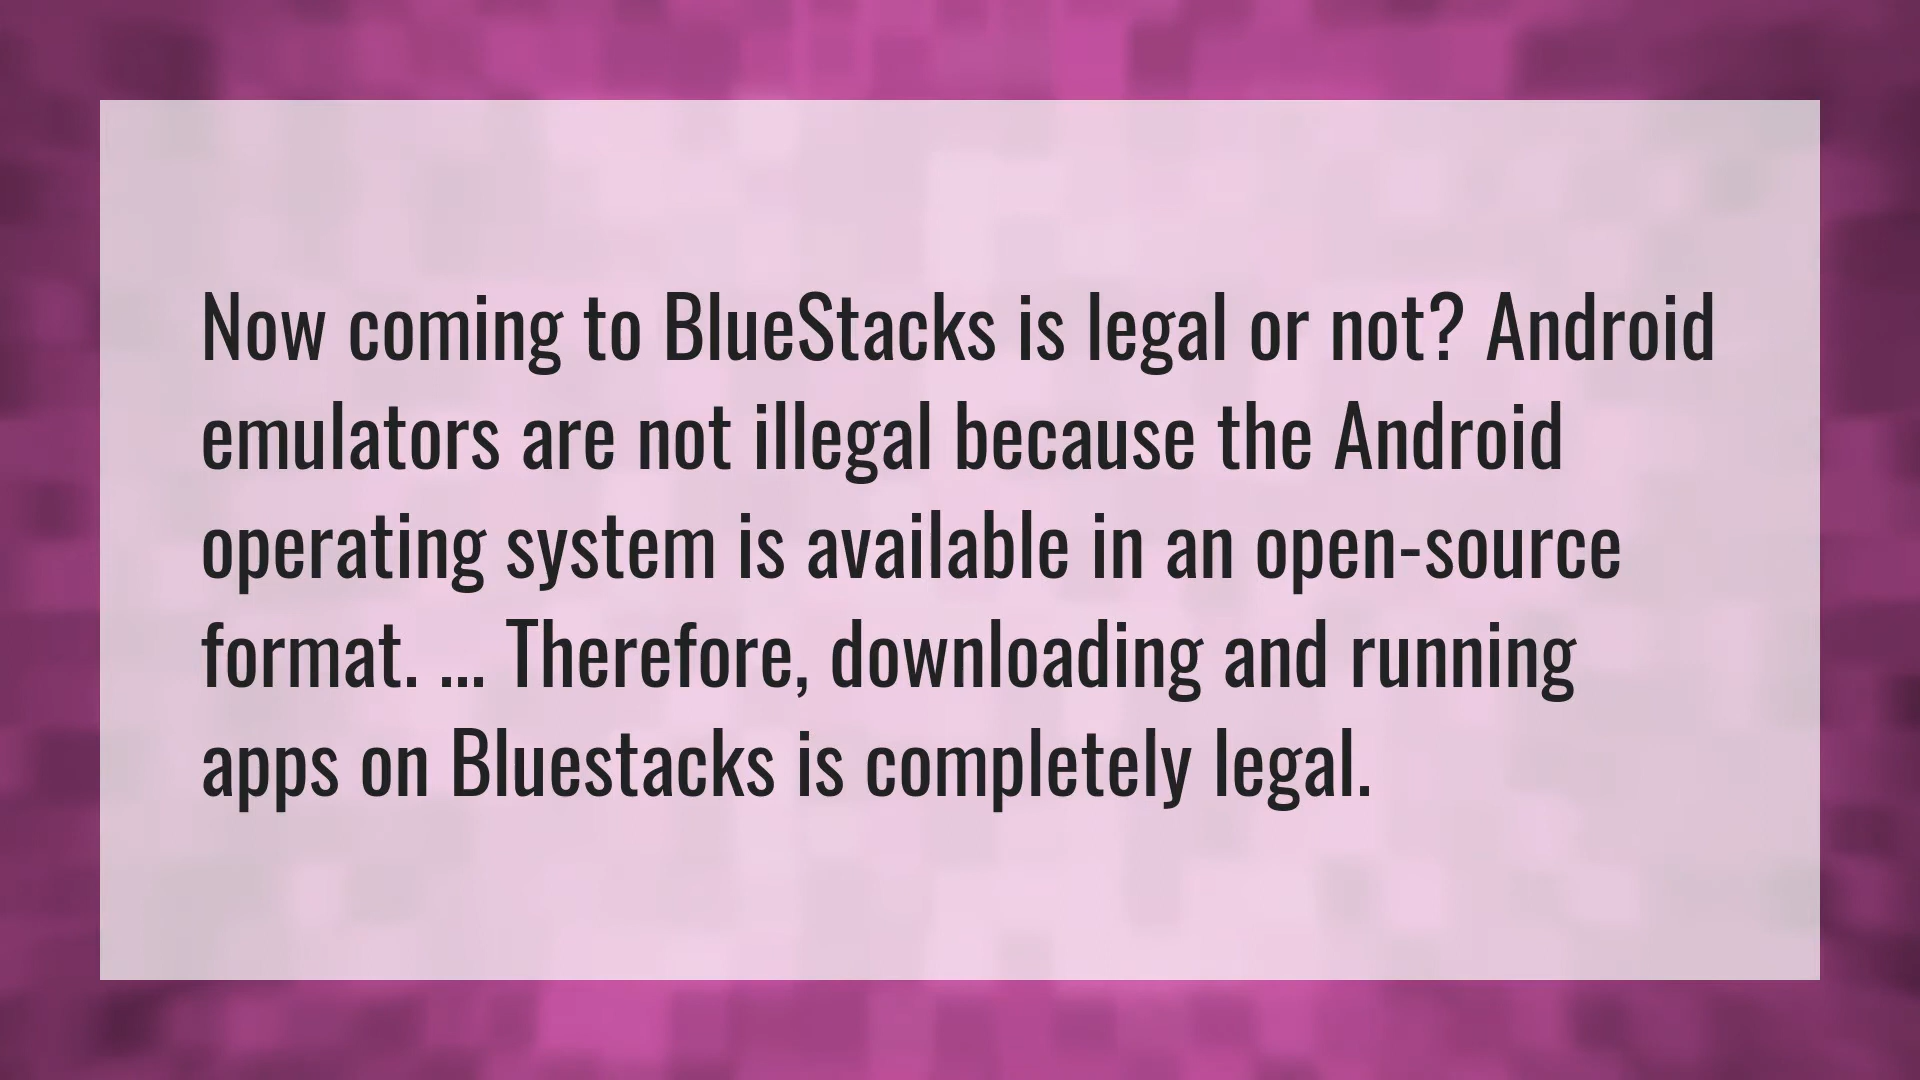 Now coming to BlueStacks is legal or not? Android
emulators are not illegal because the Android
operating system is available in an open-source
format. ... Therefore, downloading and running
apps on Bluestacks is completely legal.